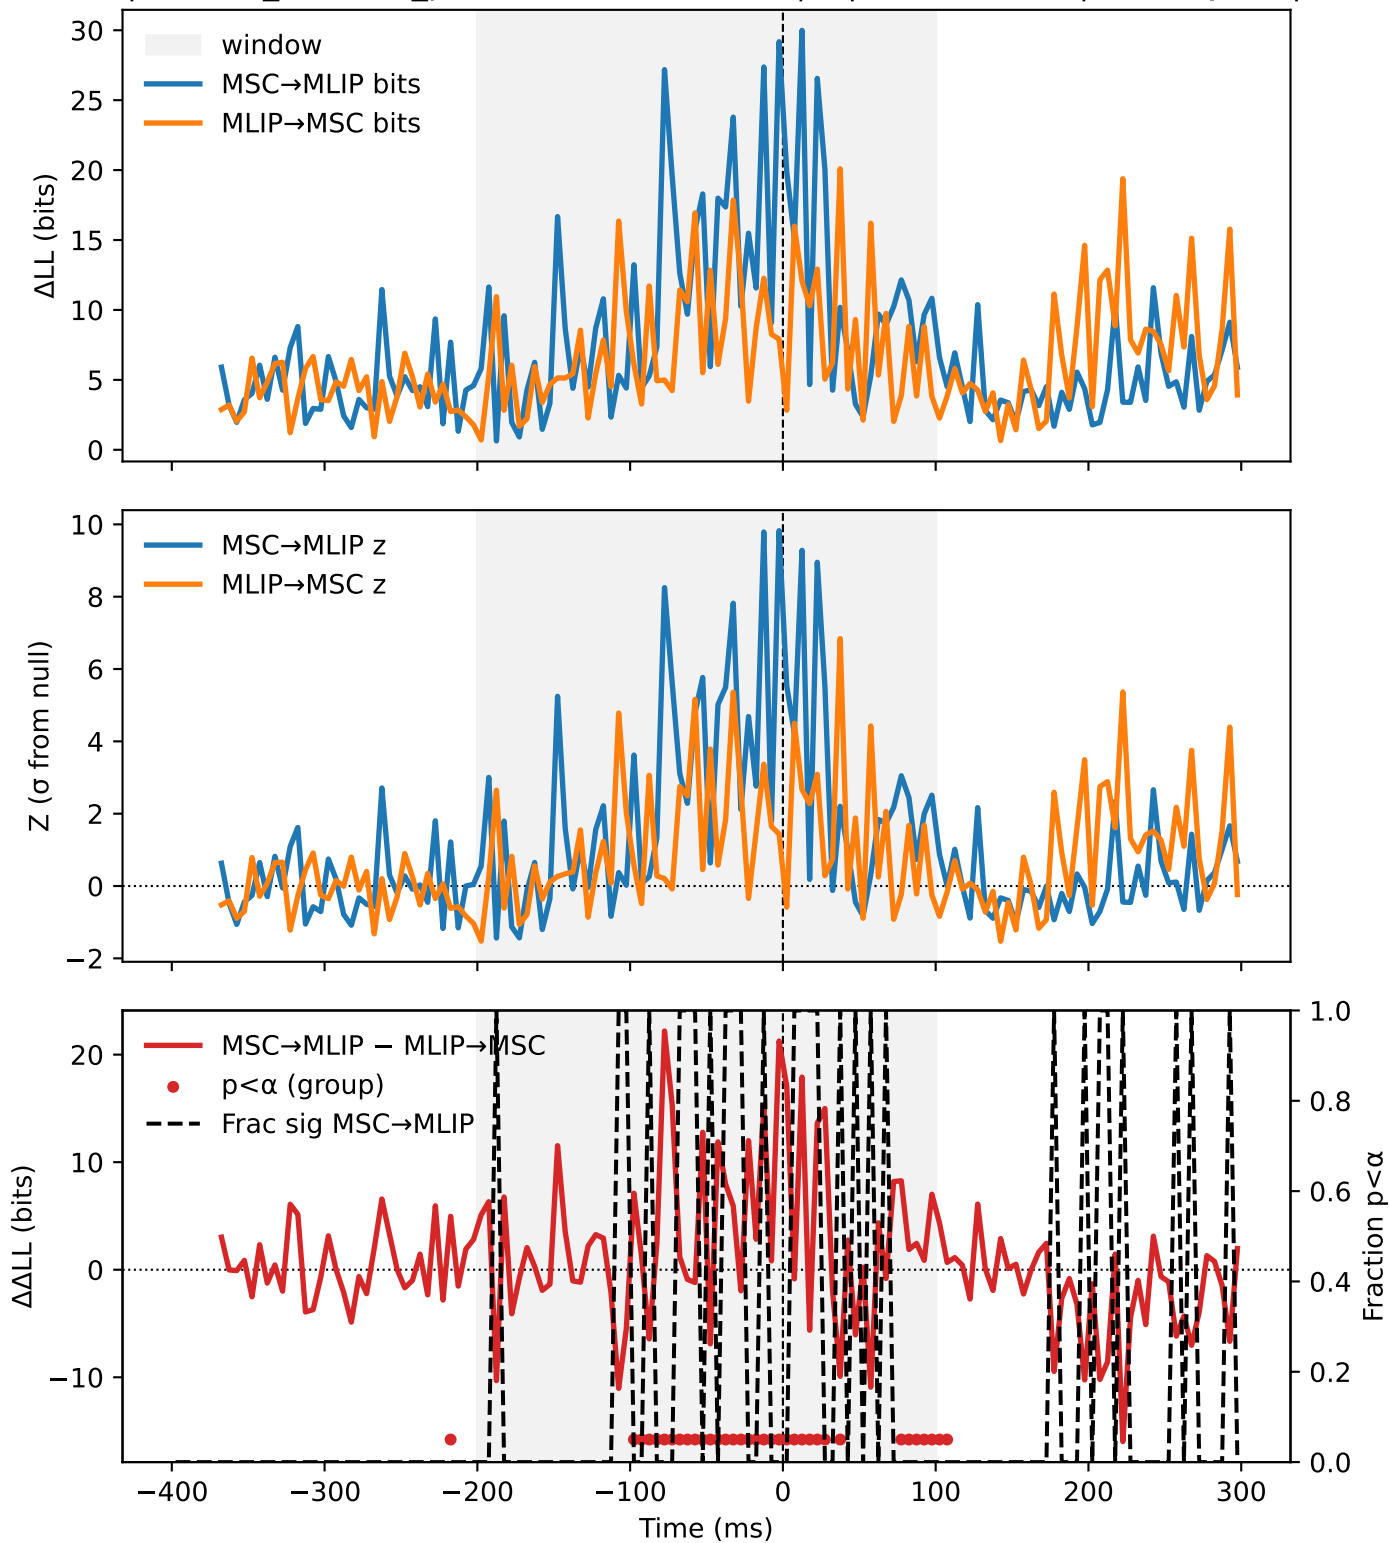 30
25
20
15
10
5
0
ΔLL (bits)
window
MSC→MLIP bits
MLIP→MSC bits
10
8
6
4
2
0
−2
Z (σ from null)
MSC→MLIP z
MLIP→MSC z
20
10
0
−10
ΔΔLL (bits)
MSC→MLIP − MLIP→MSC
p<α (group)
Frac sig MSC→MLIP
1.0
0.8
0.6
0.4
0.2
0.0
Fraction p<α
−400 −300 −200 −100 0 100 200 300
Time (ms)